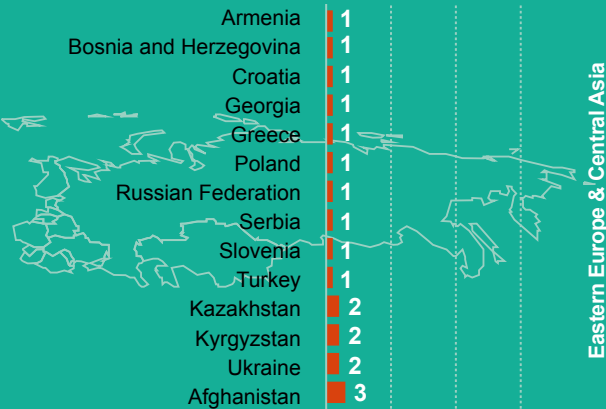 Armenia 1
Bosnia and Herzegovina 1
Croatia 1
Georgia 1
Greece 1
Poland 1
Russian Federation 1
Serbia 1
Slovenia 1
Turkey 1
Kazakhstan 2
Kyrgyzstan 2
Ukraine 2
Afghanistan 3
Eastern Europe & Central Asia